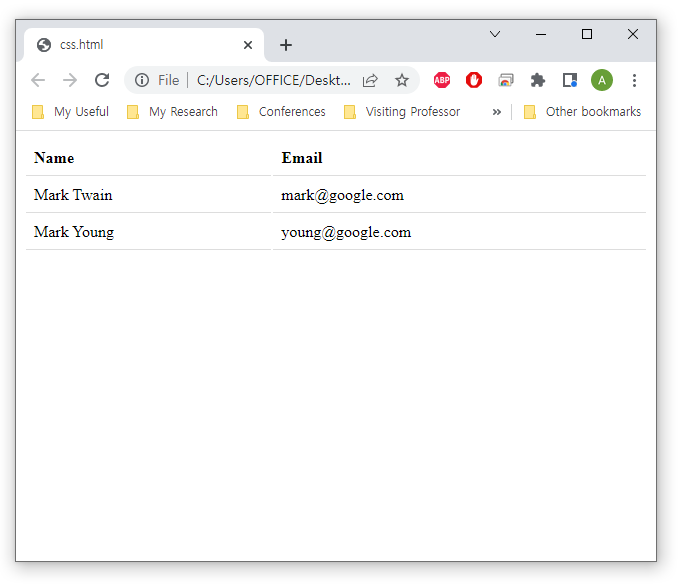 css.html
File C:/Users/OFFICE/Deskt... ABP A
My Useful My Research Conferences Visiting Professor » Other bookmarks
Name Email
Mark Twain mark@google.com
Mark Young young@google.com